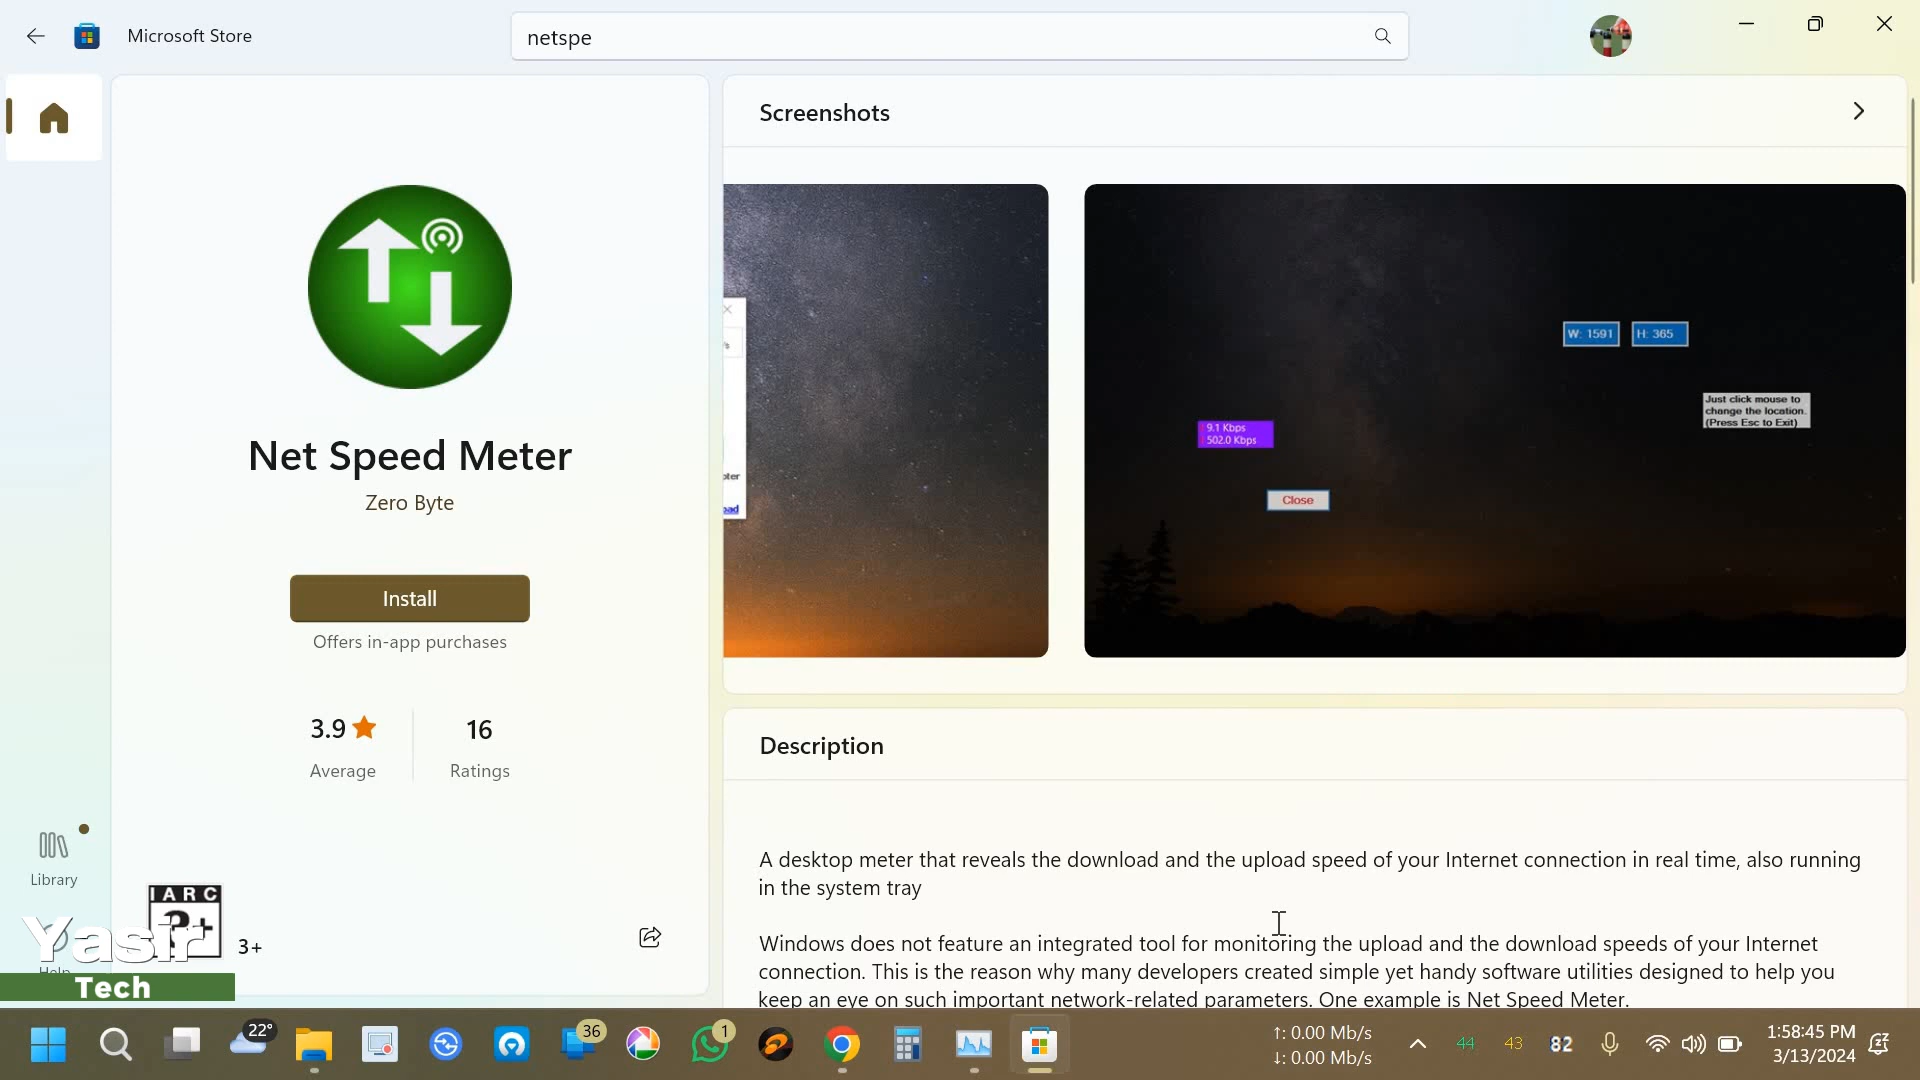 Microsoft Store
netspe
Net Speed Meter
Zero Byte
Install
Offers in-app purchases
3.9
16
Average
Ratings
Library
IARC
3+
3+
Yasir
Tech
Screenshots
W: 1591
H: 365
Just click mouse to
change the location.
(Press Esc to Exit)
9.1 Kbps
502.0 Kbps
Close
Description
A desktop meter that reveals the download and the upload speed of your Internet connection in real time, also running
in the system tray
Windows does not feature an integrated tool for monitoring the upload and the download speeds of your Internet
connection. This is the reason why many developers created simple yet handy software utilities designed to help you
keep an eye on such important network-related parameters. One example is Net Speed Meter.
22°
36
1
↑: 0.00 Mb/s
↓: 0.00 Mb/s
44
43
82
1:58:45 PM
3/13/2024